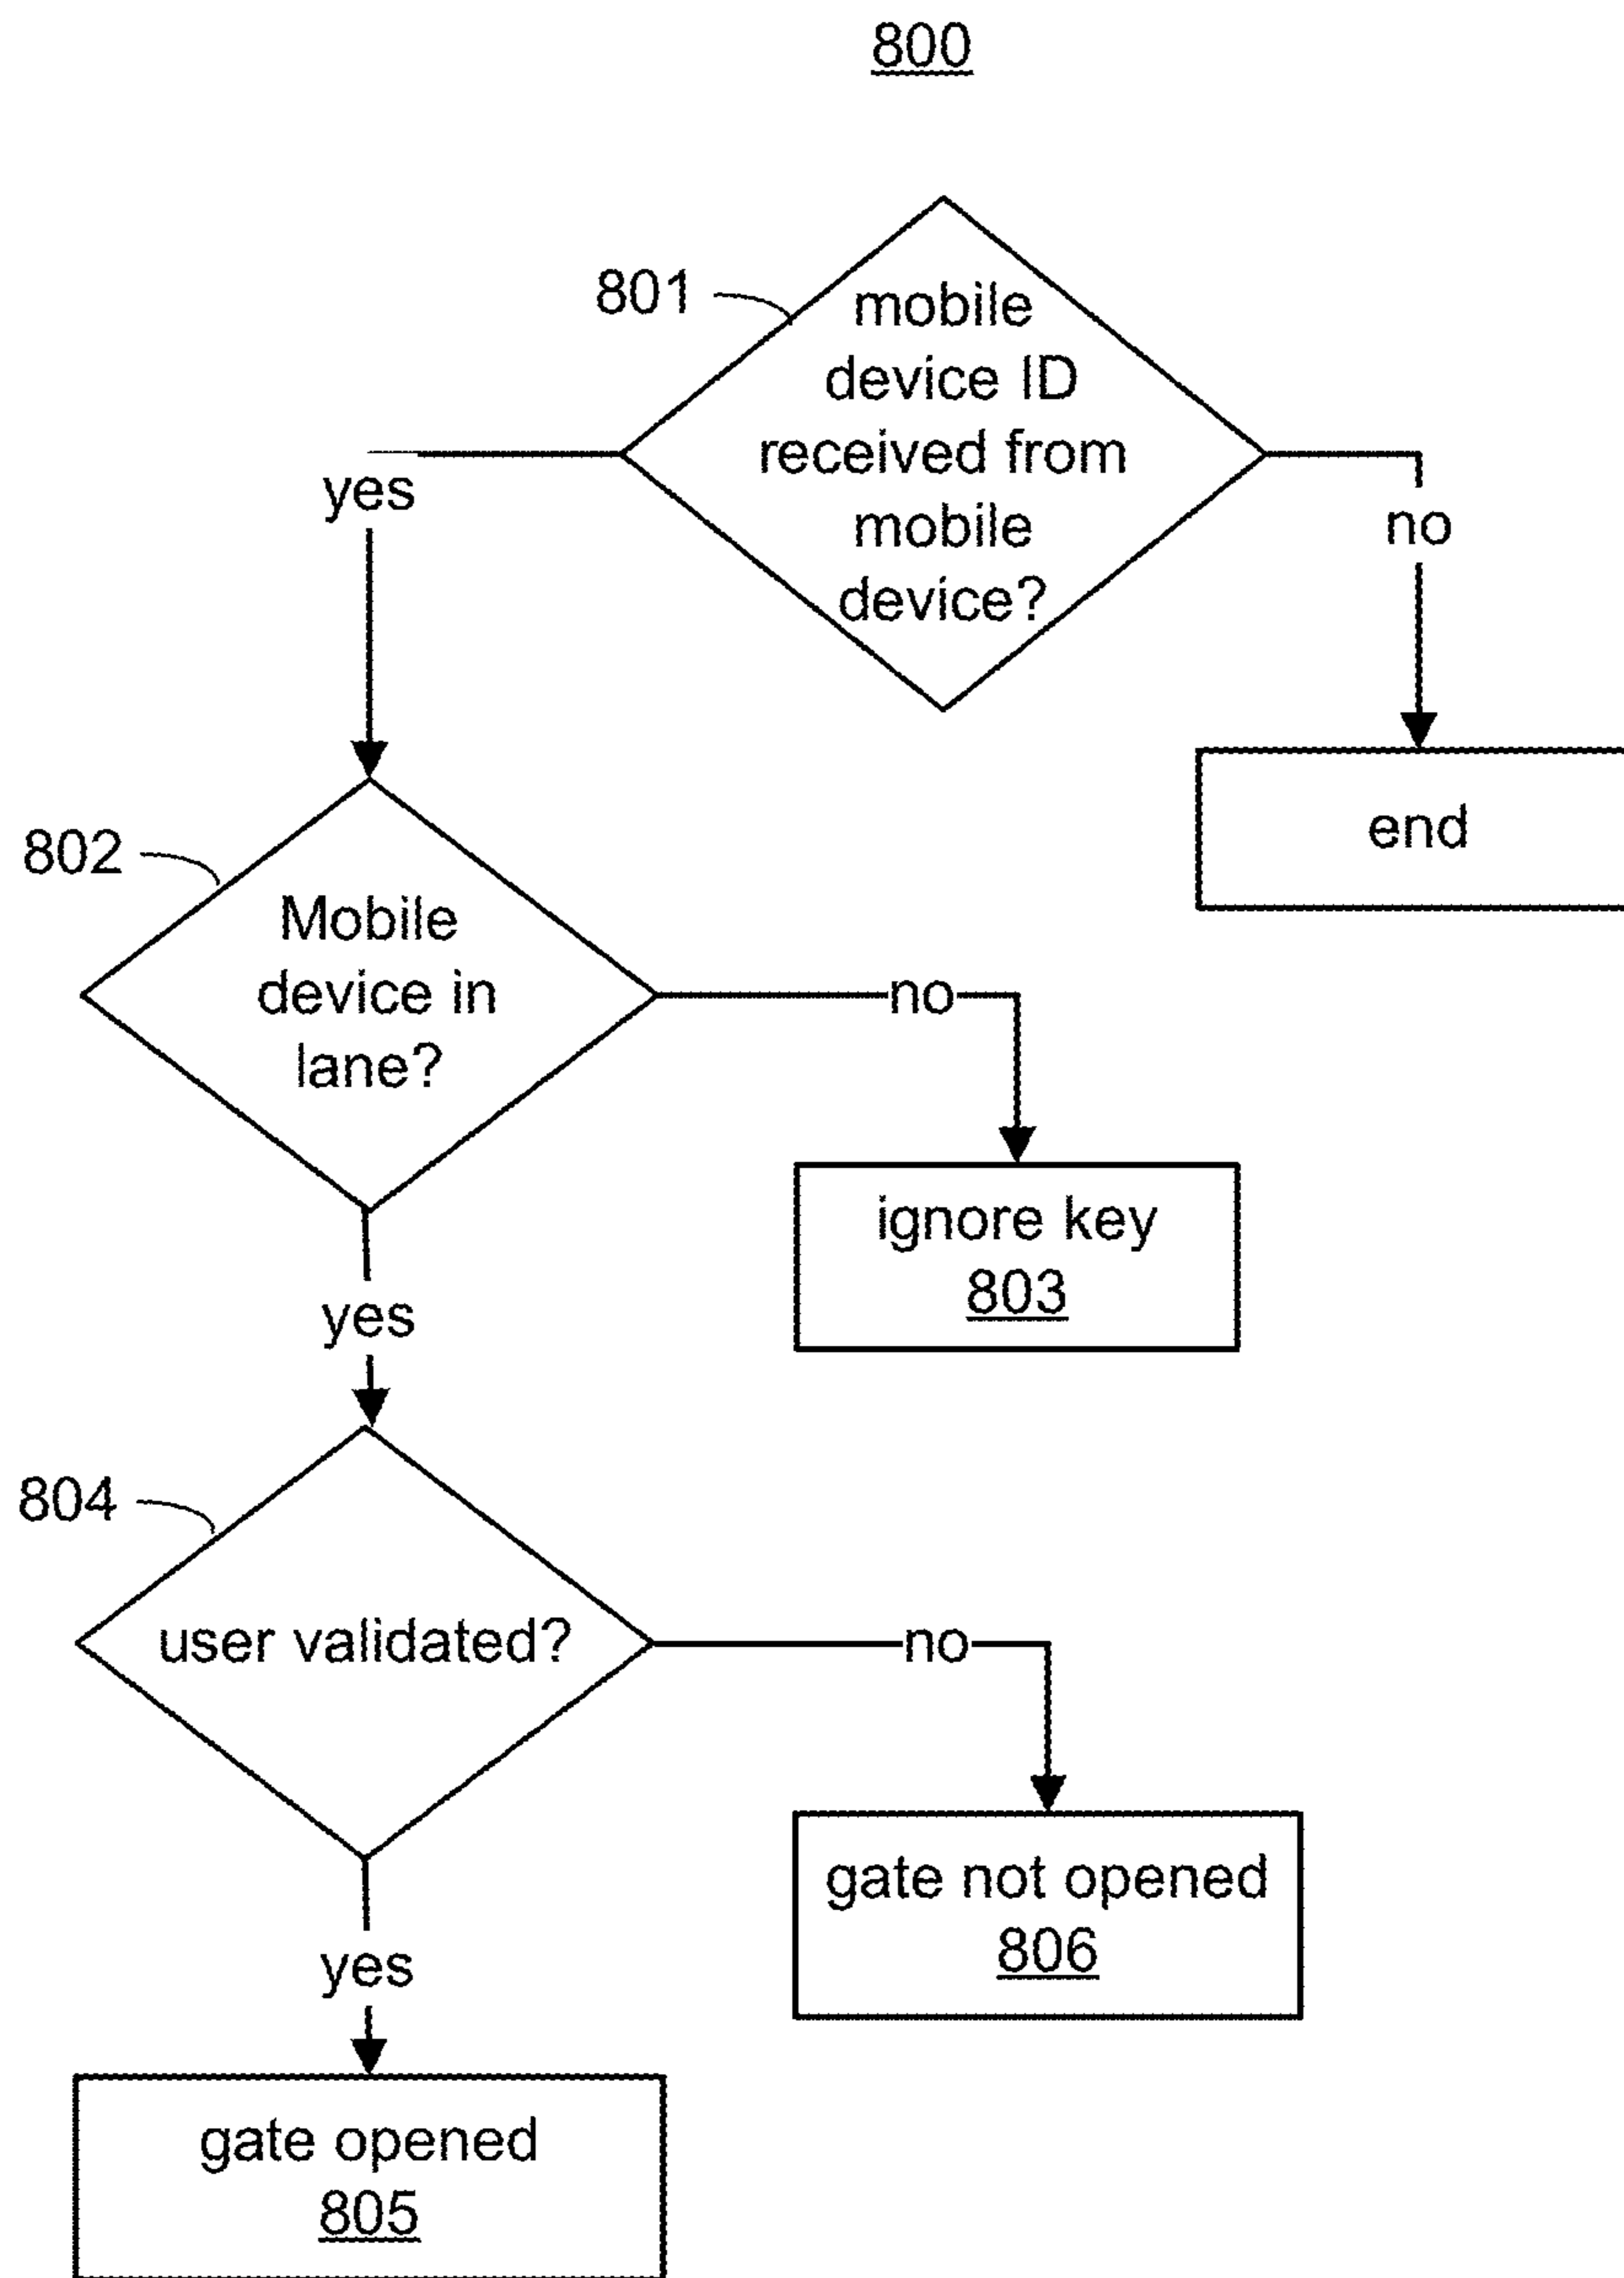 800
801
mobile
device ID
received from
mobile
device?
yes
no
end
802
Mobile
device in
lane?
no
ignore key
803
yes
804
user validated?
no
gate not opened
806
yes
gate opened
805